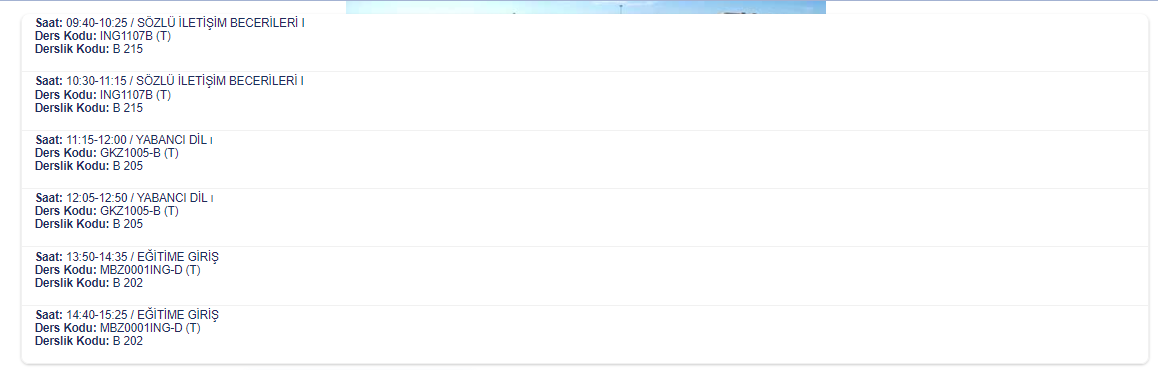 Saat: 09:40-10:25 / SÖZLÜ İLETİŞİM BECERİLERİ I
Ders Kodu: ING1107B (T)
Derslik Kodu: B 215
Saat: 10:30-11:15 / SÖZLÜ İLETİŞİM BECERİLERİ I
Ders Kodu: ING1107B (T)
Derslik Kodu: B 215
Saat: 11:15-12:00 / YABANCI DİL ı
Ders Kodu: GKZ1005-B (T)
Derslik Kodu: B 205
Saat: 12:05-12:50 / YABANCI DİL ı
Ders Kodu: GKZ1005-B (T)
Derslik Kodu: B 205
Saat: 13:50-14:35 / EĞİTİME GİRİŞ
Ders Kodu: MBZ0001ING-D (T)
Derslik Kodu: B 202
Saat: 14:40-15:25 / EĞİTİME GİRİŞ
Ders Kodu: MBZ0001ING-D (T)
Derslik Kodu: B 202